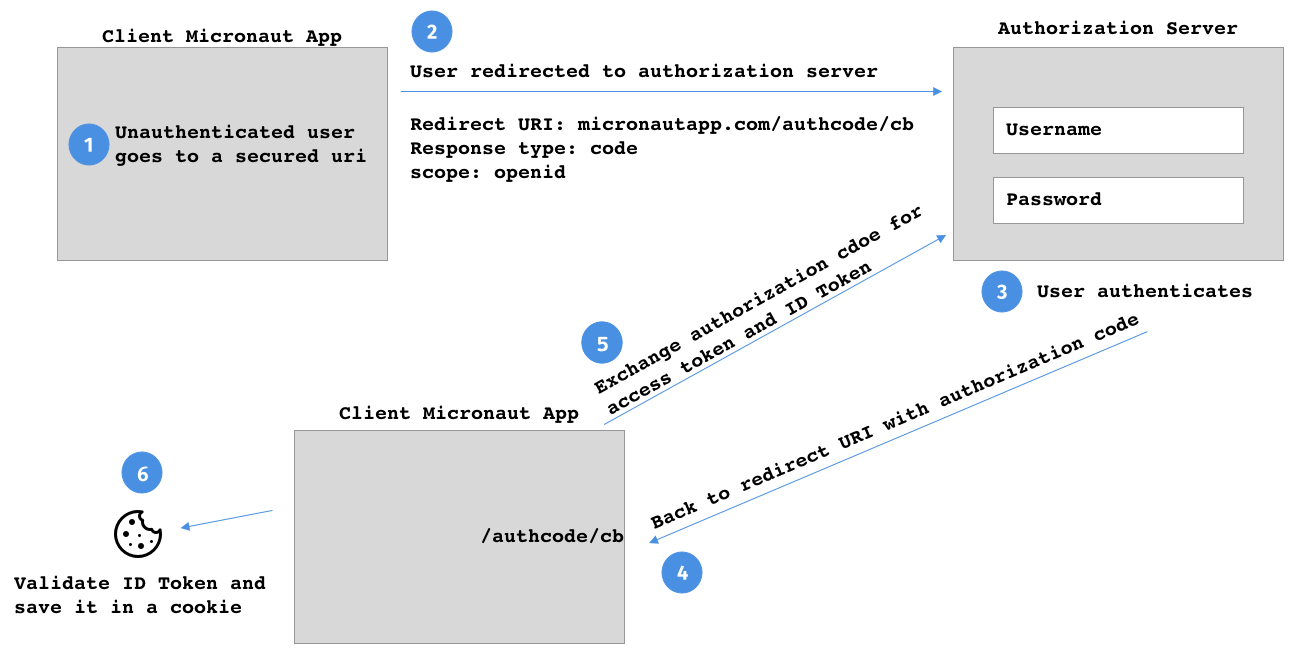 Client Micronaut App
1
Unauthenticated user
goes to a secured uri
2
User redirected to authorization server
Redirect URI: micronautapp.com/authcode/cb
Response type: code
scope: openid
Authorization Server
Username
Password
3
User authenticates
Back to redirect URI with authorization code
4
5
Exchange authorization cdoe for
access token and ID Token
Client Micronaut App
/authcode/cb
6
Validate ID Token and
save it in a cookie